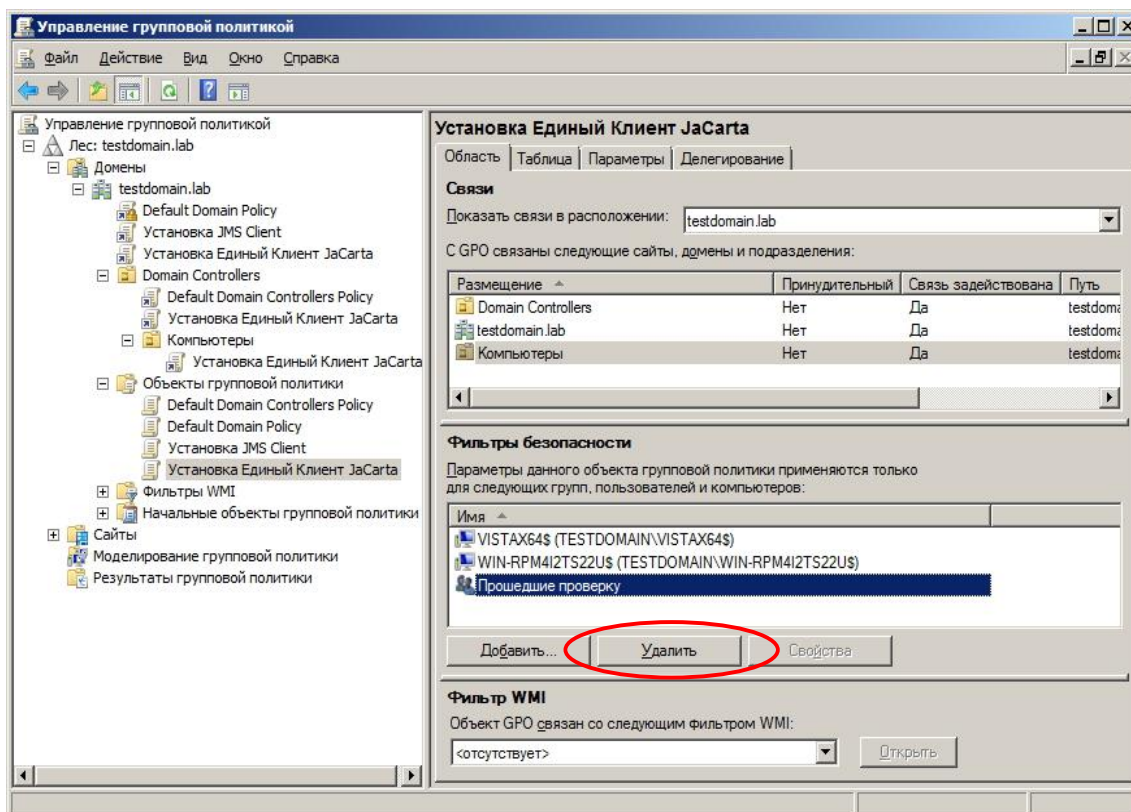 Управление групповой политикой
Файл Действие Вид Окно Справка
Управление групповой политикой
Лес: testdomain.lab
Домены
testdomain.lab
Default Domain Policy
Установка JMS Client
Установка Единый Клиент JaCarta
Domain Controllers
Default Domain Controllers Policy
Установка Единый Клиент JaCarta
Компьютеры
Установка Единый Клиент JaCarta
Объекты групповой политики
Default Domain Controllers Policy
Default Domain Policy
Установка JMS Client
Установка Единый Клиент JaCarta
Фильтры WMI
Начальные объекты групповой политики
Сайты
Моделирование групповой политики
Результаты групповой политики
Установка Единый Клиент JaCarta
Область Таблица Параметры Делегирование
Связи
Показать связи в расположении: testdomain.lab
С GPO связаны следующие сайты, домены и подразделения:
Размещение Принудительный Связь задействована Путь
Domain Controllers Нет Да testdoma
testdomain.lab Нет Да testdoma
Компьютеры Нет Да testdoma
Фильтры безопасности
Параметры данного объекта групповой политики применяются только
для следующих групп, пользователей и компьютеров:
Имя
VISTAX64$ (TESTDOMAIN\VISTAX64$)
WIN-RPM4I2TS22U$ (TESTDOMAIN\WIN-RPM4I2TS22U$)
Прошедшие проверку
Добавить... Удалить Свойства
Фильтр WMI
Объект GPO связан со следующим фильтром WMI:
<отсутствует> Открыть